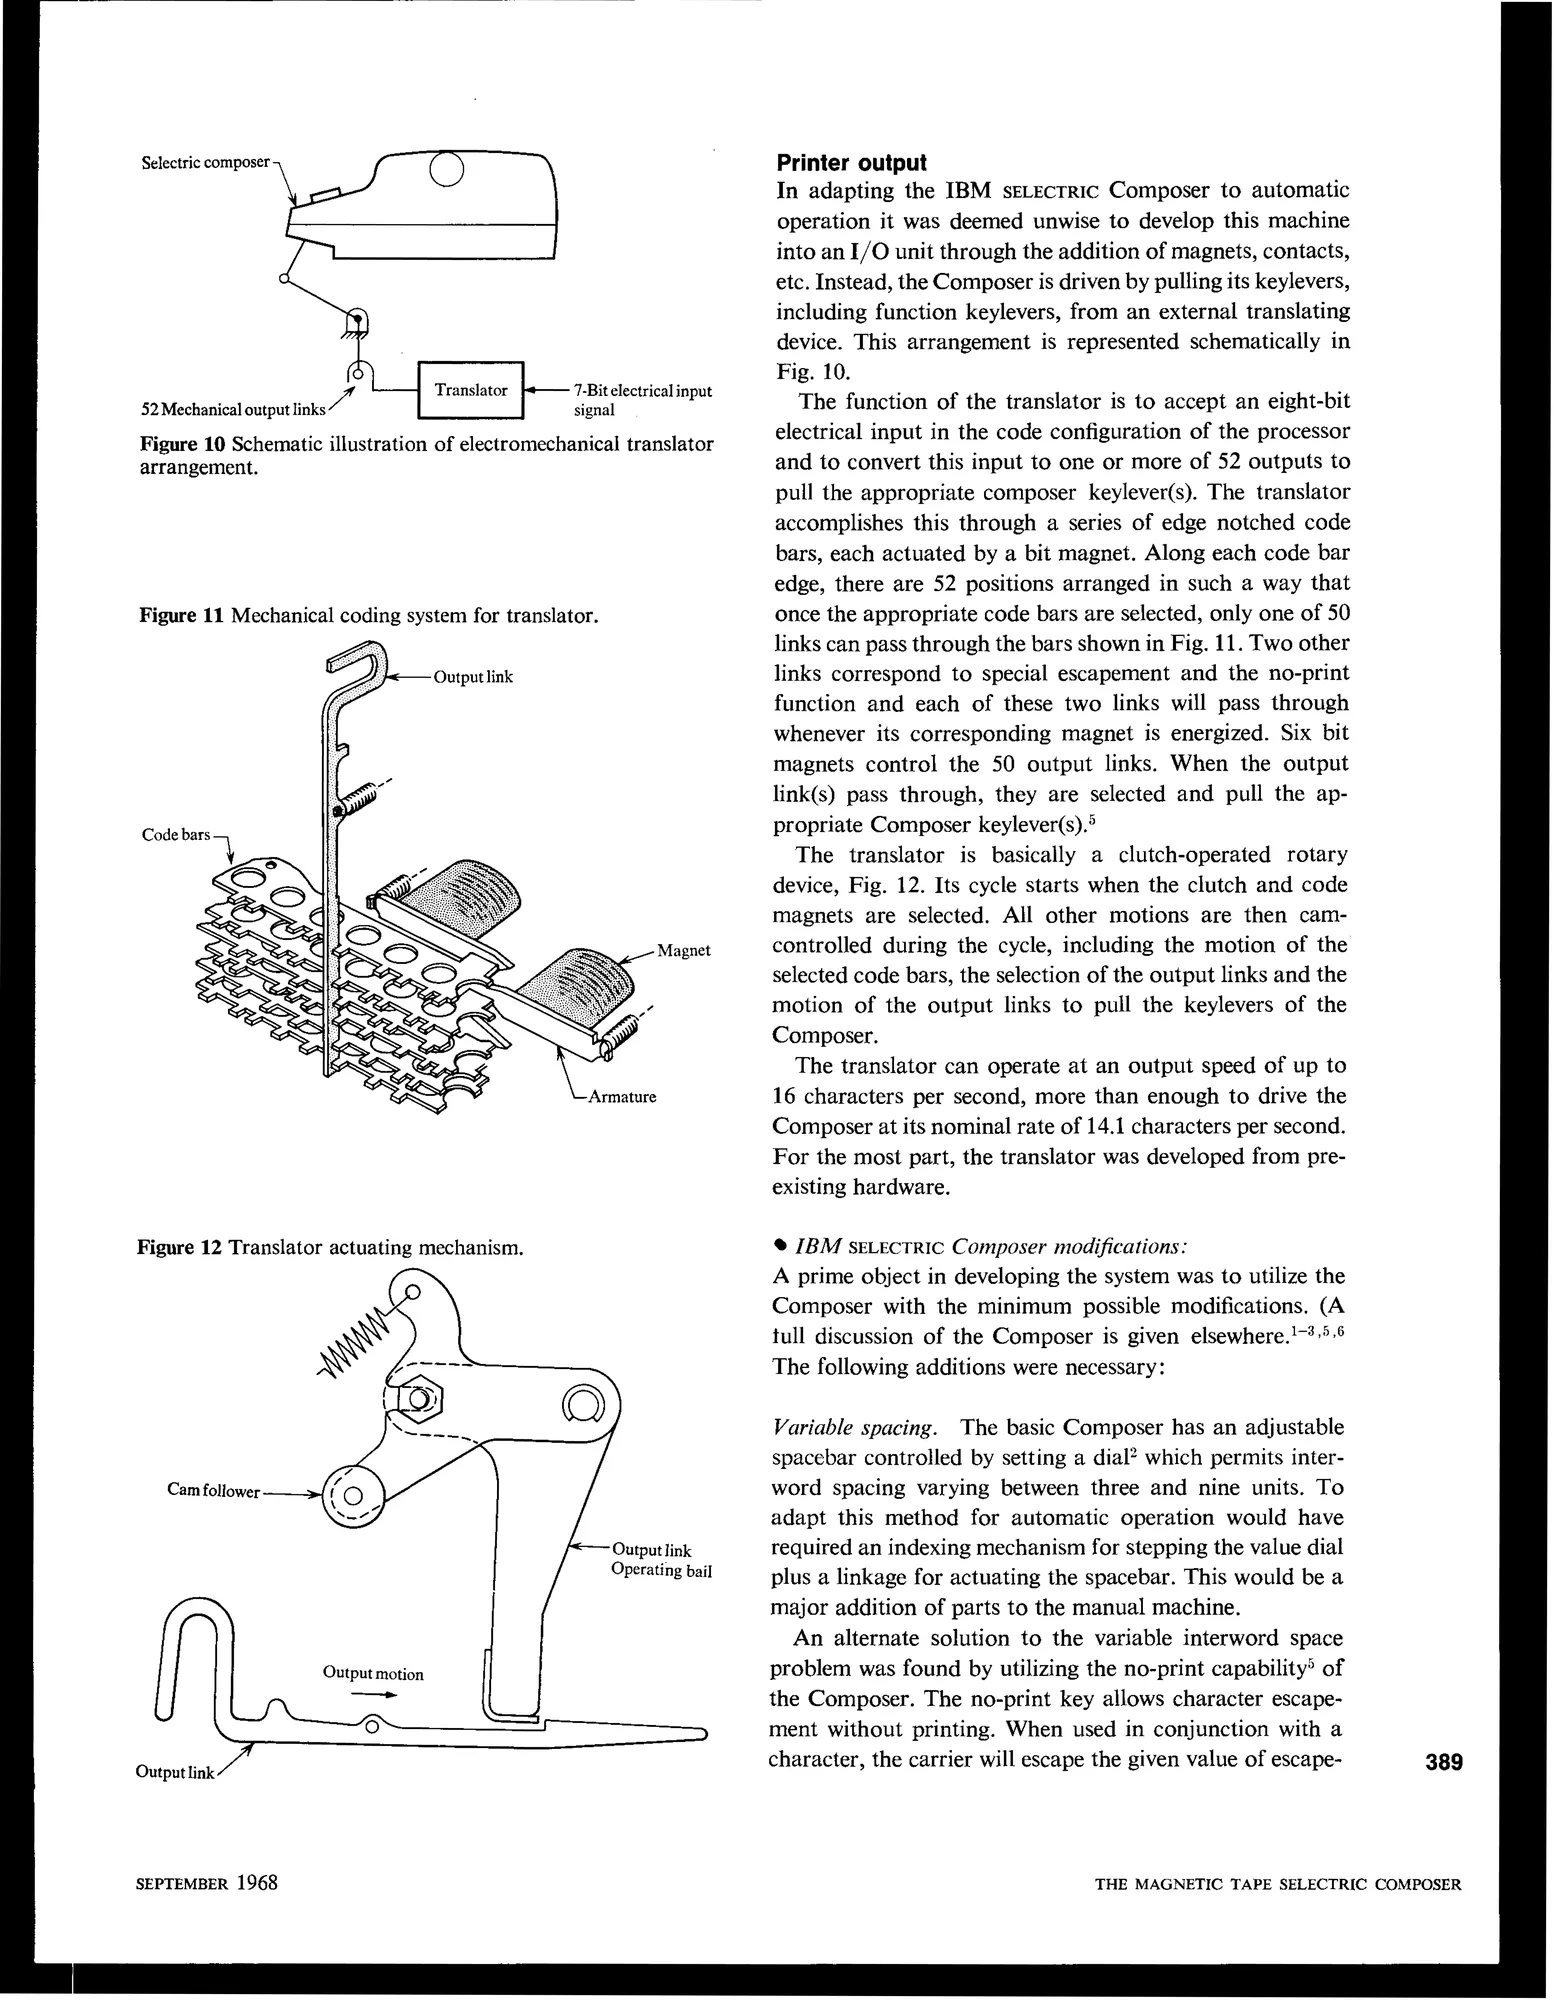 Selectric composer
52 Mechanical output links
Translator
7-Bit electrical input
signal
Figure 10 Schematic illustration of electromechanical translator
arrangement.
Figure 11 Mechanical coding system for translator.
Output link
Code bars
Magnet
Armature
Figure 12 Translator actuating mechanism.
Cam follower
Output link
Operating bail
Output motion
Output link
Printer output
In adapting the IBM SELECTRIC Composer to automatic
operation it was deemed unwise to develop this machine
into an I/O unit through the addition of magnets, contacts,
etc. Instead, the Composer is driven by pulling its keylevers,
including function keylevers, from an external translating
device. This arrangement is represented schematically in
Fig. 10.
The function of the translator is to accept an eight-bit
electrical input in the code configuration of the processor
and to convert this input to one or more of 52 outputs to
pull the appropriate composer keylever(s). The translator
accomplishes this through a series of edge notched code
bars, each actuated by a bit magnet. Along each code bar
edge, there are 52 positions arranged in such a way that
once the appropriate code bars are selected, only one of 50
links can pass through the bars shown in Fig. 11. Two other
links correspond to special escapement and the no-print
function and each of these two links will pass through
whenever its corresponding magnet is energized. Six bit
magnets control the 50 output links. When the output
link(s) pass through, they are selected and pull the ap-
propriate Composer keylever(s).⁵
The translator is basically a clutch-operated rotary
device, Fig. 12. Its cycle starts when the clutch and code
magnets are selected. All other motions are then cam-
controlled during the cycle, including the motion of the
selected code bars, the selection of the output links and the
motion of the output links to pull the keylevers of the
Composer.
The translator can operate at an output speed of up to
16 characters per second, more than enough to drive the
Composer at its nominal rate of 14.1 characters per second.
For the most part, the translator was developed from pre-
existing hardware.
• IBM SELECTRIC Composer modifications:
A prime object in developing the system was to utilize the
Composer with the minimum possible modifications. (A
full discussion of the Composer is given elsewhere.¹⁻³,⁵,⁶
The following additions were necessary:
Variable spacing. The basic Composer has an adjustable
spacebar controlled by setting a dial² which permits inter-
word spacing varying between three and nine units. To
adapt this method for automatic operation would have
required an indexing mechanism for stepping the value dial
plus a linkage for actuating the spacebar. This would be a
major addition of parts to the manual machine.
An alternate solution to the variable interword space
problem was found by utilizing the no-print capability⁵ of
the Composer. The no-print key allows character escape-
ment without printing. When used in conjunction with a
character, the carrier will escape the given value of escape-
389
SEPTEMBER 1968
THE MAGNETIC TAPE SELECTRIC COMPOSER